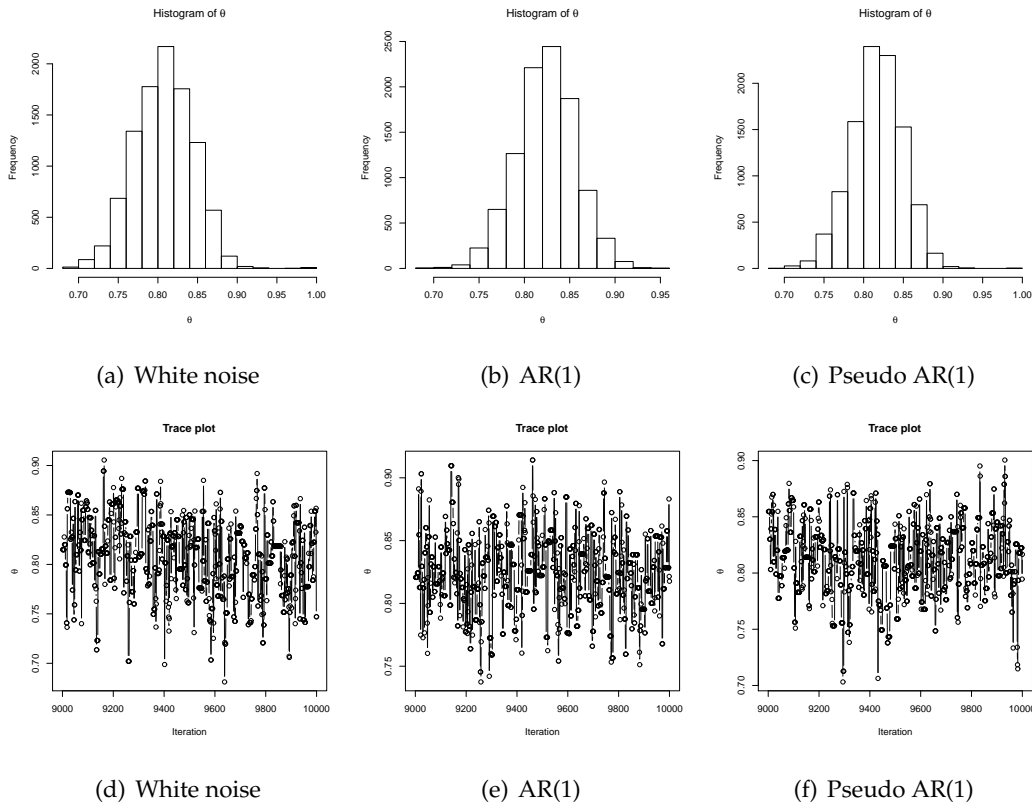 Histogram of θ
Histogram of θ
Histogram of θ
Frequency
0 500 1000 1500 2000
0.70 0.75 0.80 0.85 0.90 0.95 1.00
θ
Frequency
0 500 1000 1500 2000 2500
0.70 0.75 0.80 0.85 0.90 0.95
θ
Frequency
0 500 1000 1500 2000
0.70 0.75 0.80 0.85 0.90 0.95 1.00
θ
(a) White noise
(b) AR(1)
(c) Pseudo AR(1)
Trace plot
Trace plot
Trace plot
θ
0.70 0.75 0.80 0.85 0.90
9000 9200 9400 9600 9800 10000
Iteration
θ
0.75 0.80 0.85 0.90
9000 9200 9400 9600 9800 10000
Iteration
θ
0.70 0.75 0.80 0.85 0.90
9000 9200 9400 9600 9800 10000
Iteration
(d) White noise
(e) AR(1)
(f) Pseudo AR(1)